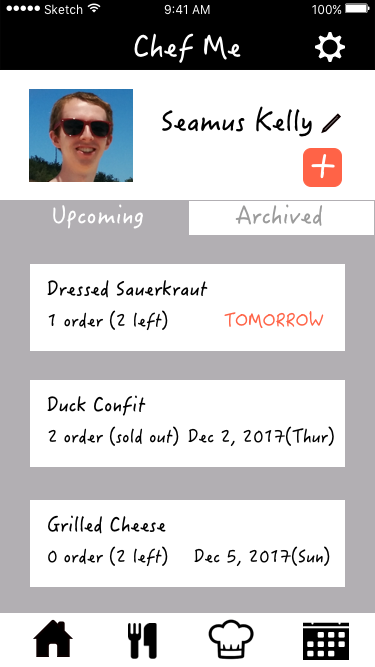 Sketch 9:41 AM 100%
Chef Me
Seamus Kelly
Upcoming Archived
Dressed Sauerkraut
1 order (2 left) TOMORROW
Duck Confit
2 order (sold out) Dec 2, 2017(Thur)
Grilled Cheese
0 order (2 left) Dec 5, 2017(Sun)